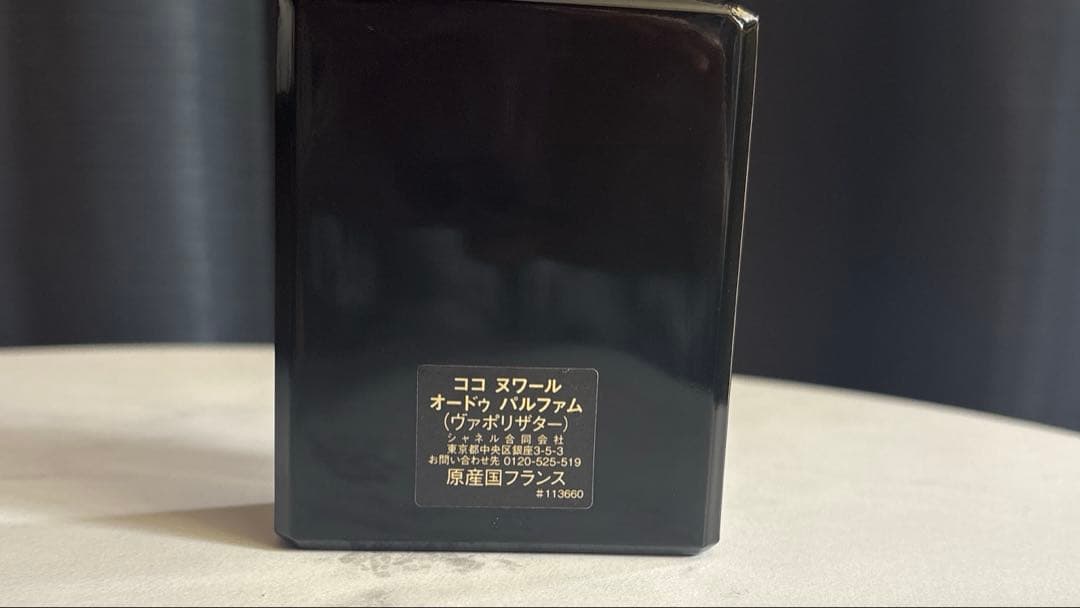 ココ ヌワール
オードゥ パルファム
(ヴァポリザター)
シャネル合同会社
東京都中央区銀座3-5-3
お問い合わせ先 0120-525-519
原産国フランス
#113660